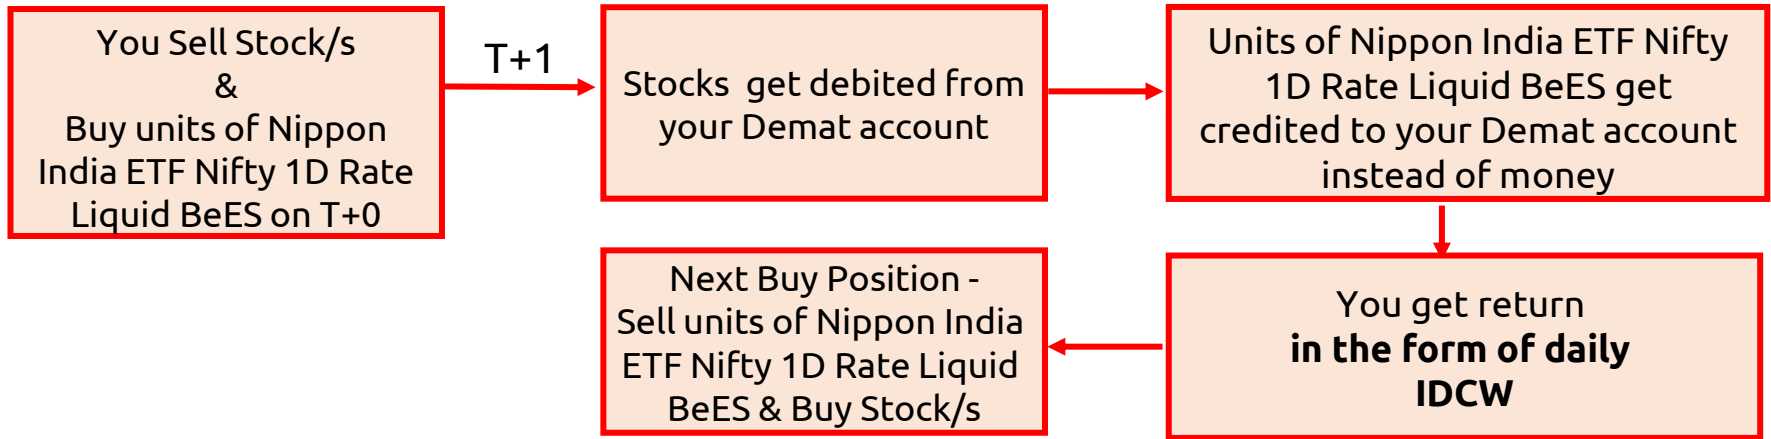 You Sell Stock/s
&
Buy units of Nippon
India ETF Nifty 1D Rate
Liquid BeES on T+0
T+1
Stocks get debited from
your Demat account
Units of Nippon India ETF Nifty
1D Rate Liquid BeES get
credited to your Demat account
instead of money
You get return
in the form of daily
IDCW
Next Buy Position -
Sell units of Nippon India
ETF Nifty 1D Rate Liquid
BeES & Buy Stock/s